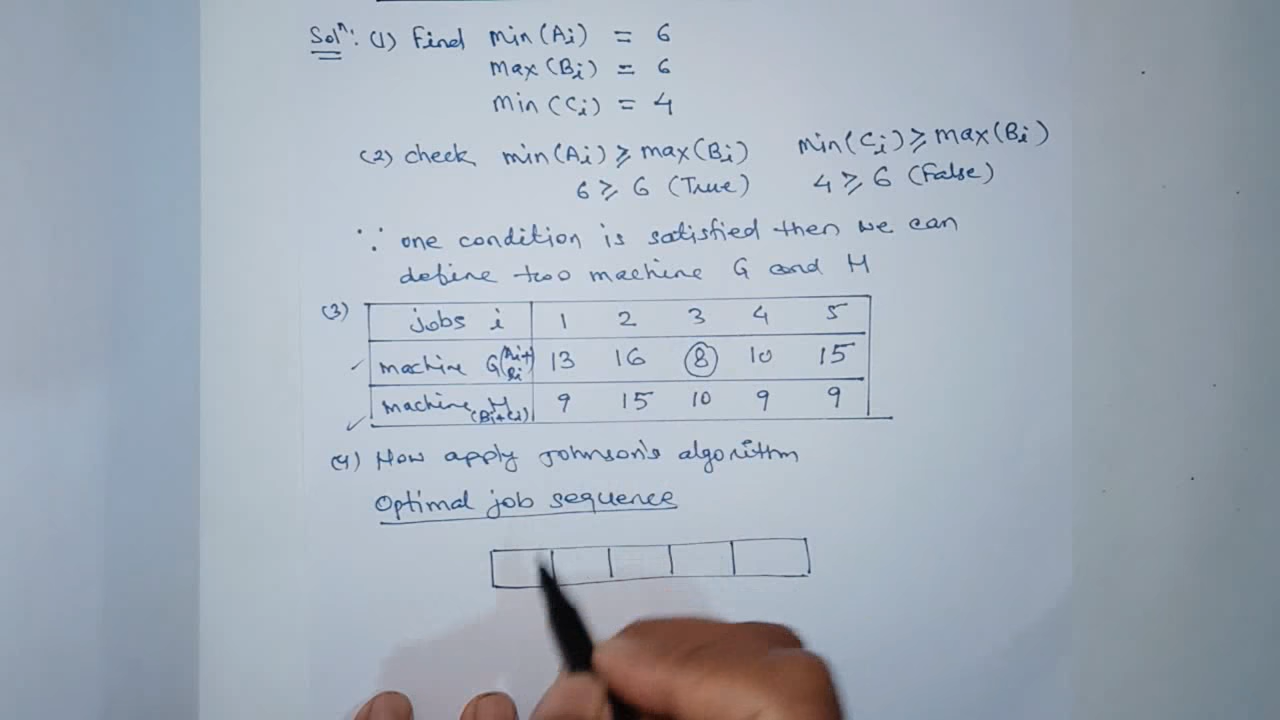 Solⁿ: (1) Find min(Ai) = 6
max(Bi) = 6
min(Ci) = 4
(2) check min(Ai) ≥ max(Bi) min(Ci) ≥ max(Bi)
6 ≥ 6 (True) 4 ≥ 6 (False)
∵ one condition is satisfied then we can
define two machine G and H
(3) jobs i 1 2 3 4 5
machine G(Ai+Bi) 13 16 8 10 15
machine H (Bi+Ci) 9 15 10 9 9
(4) Now apply Johnson's algorithm
Optimal job sequence